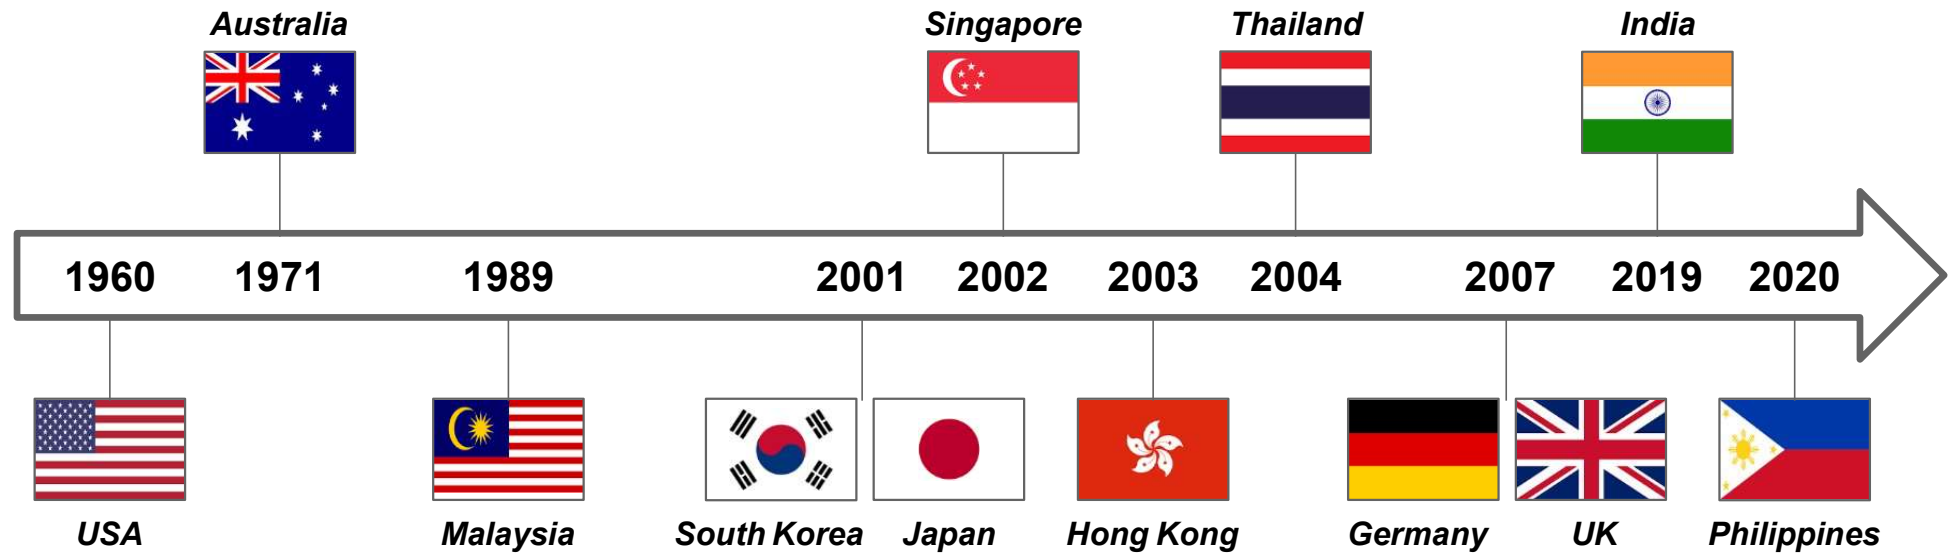 Australia Singapore Thailand India
1960 1971 1989 2001 2002 2003 2004 2007 2019 2020
USA Malaysia South Korea Japan Hong Kong Germany UK Philippines